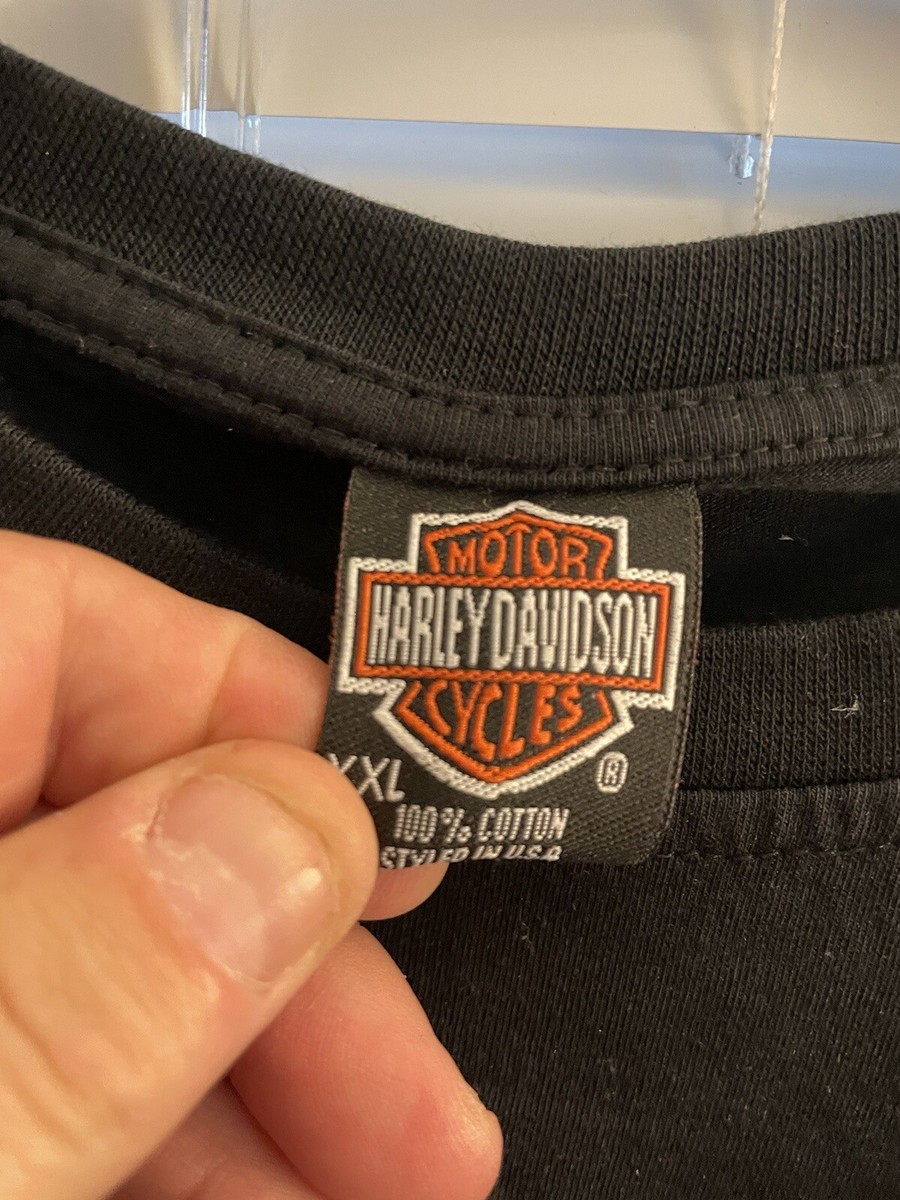 MOTOR
HARLEY-DAVIDSON
CYCLES
XXL
®
100% COTTON
STYLED IN U.S.A